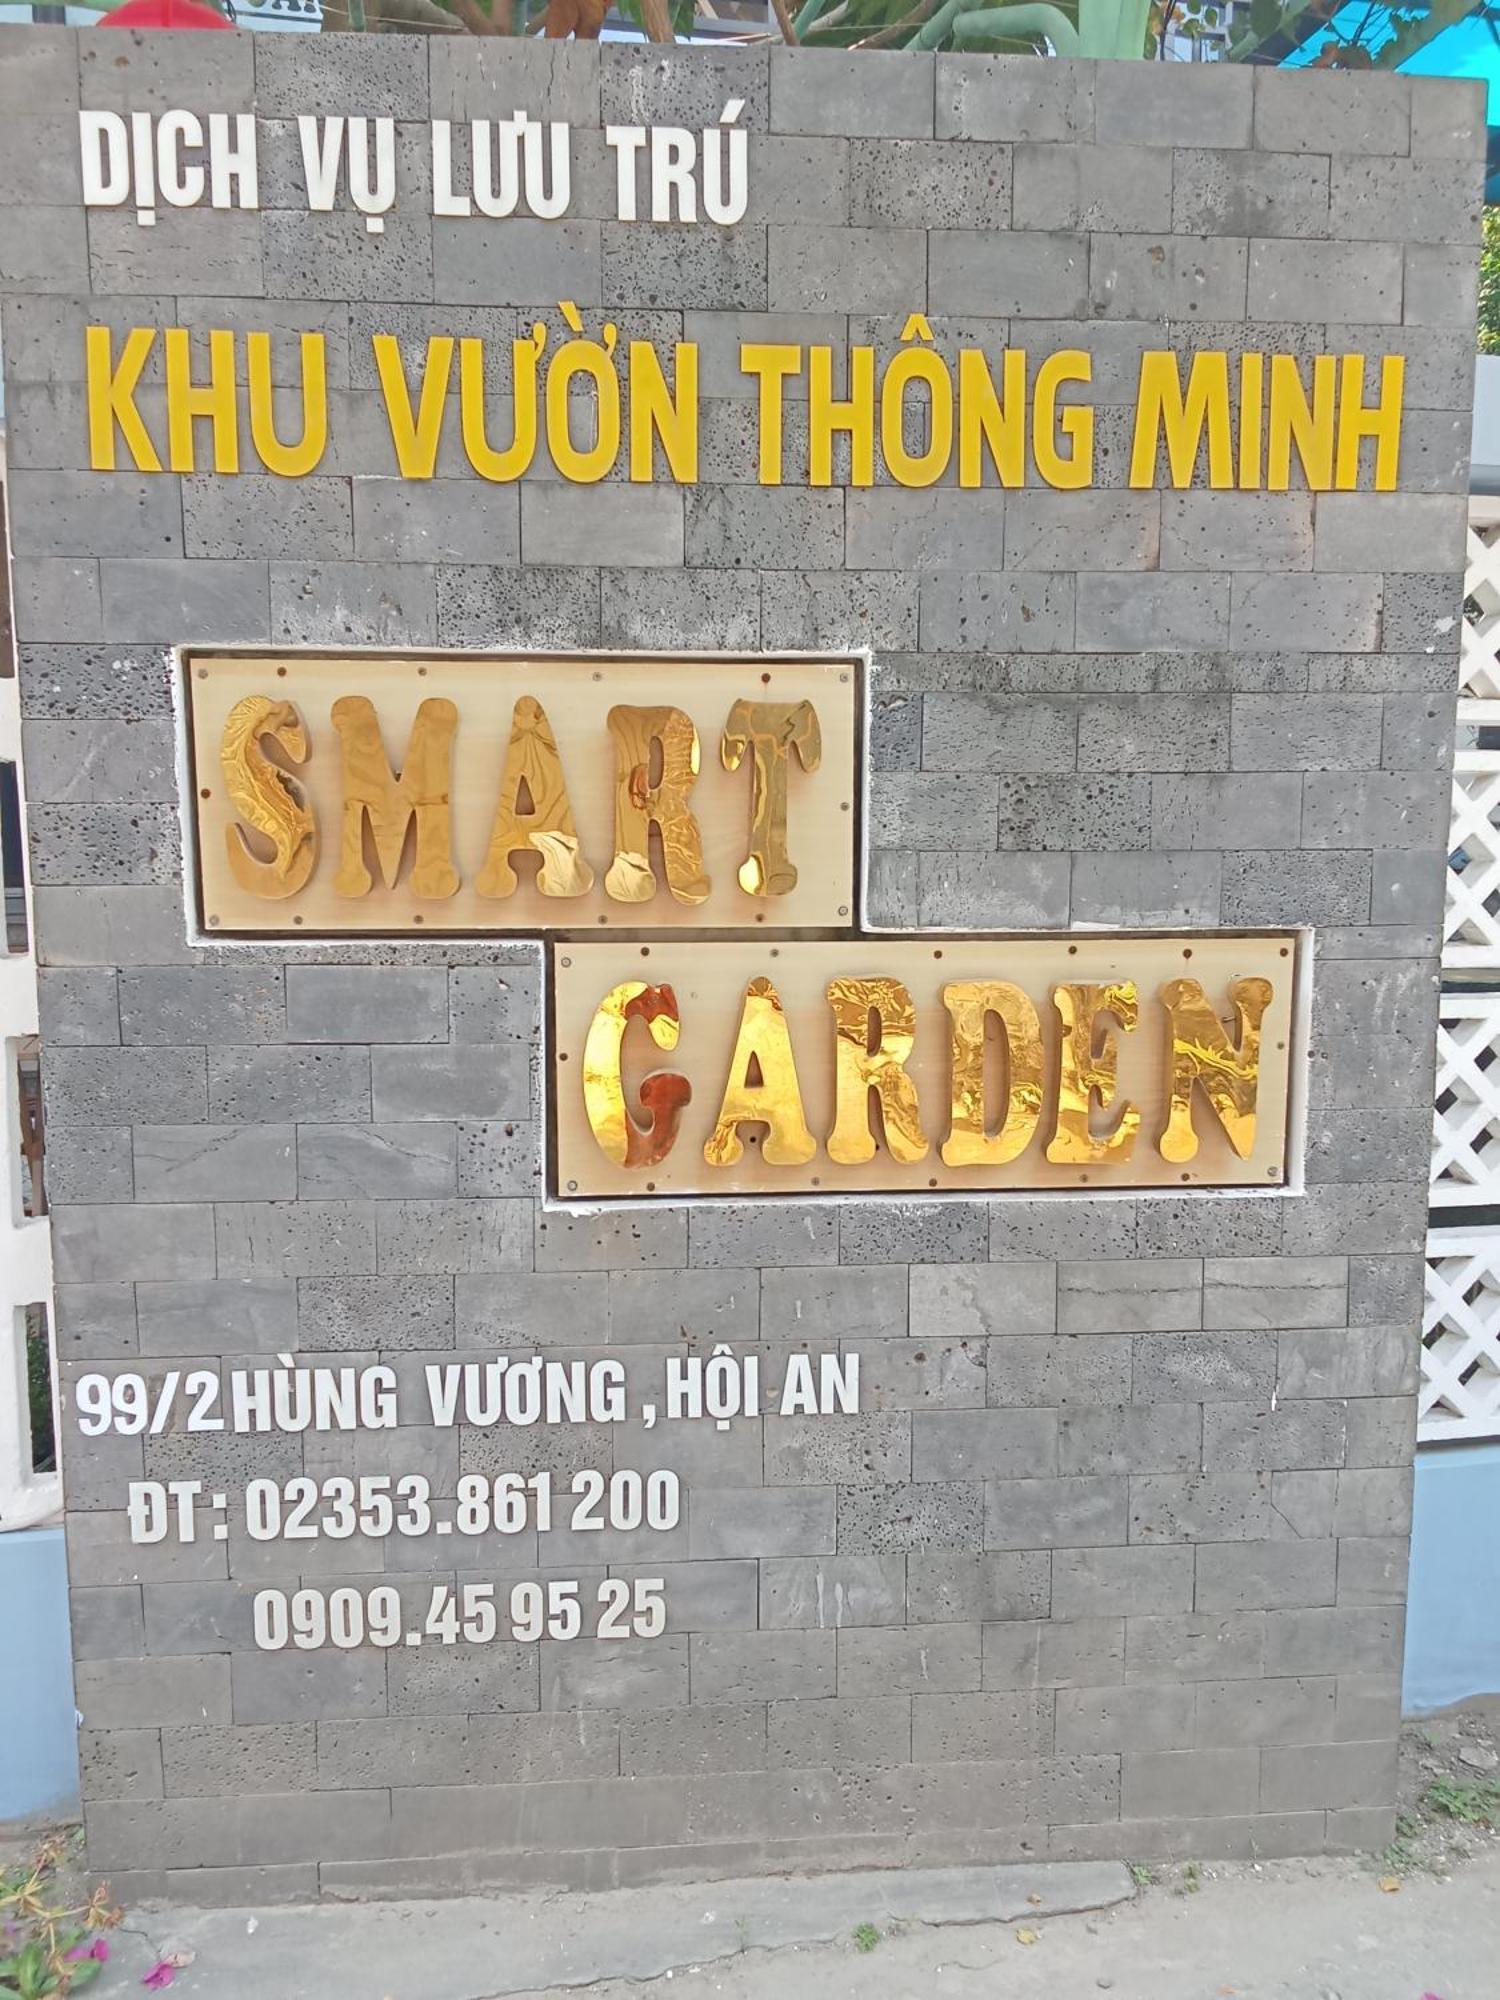 DỊCH VỤ LƯU TRÚ
KHU VƯỜN THÔNG MINH
SMART
GARDEN
99/2 HÙNG VƯƠNG, HỘI AN
ĐT: 02353.861 200
0909.45 95 25